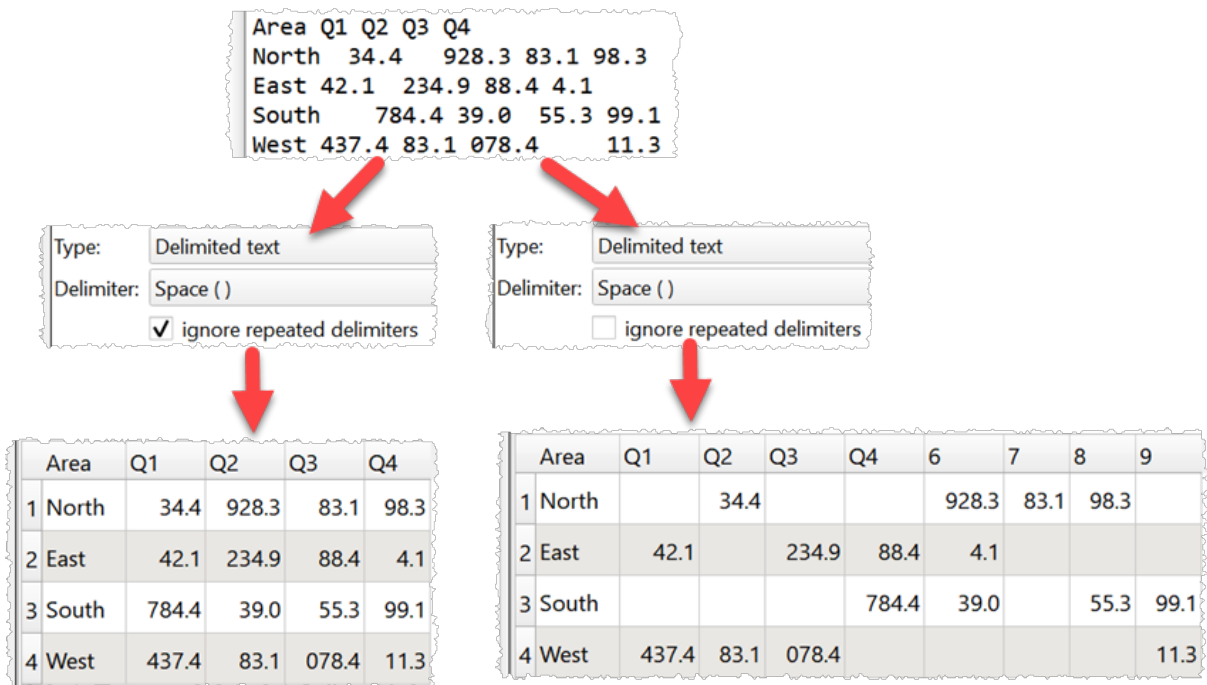 Area Q1 Q2 Q3 Q4
North  34.4   928.3 83.1 98.3
East 42.1  234.9 88.4 4.1
South    784.4 39.0  55.3 99.1
West 437.4 83.1 078.4     11.3
Type: Delimited text
Delimiter: Space ( )
ignore repeated delimiters
Type: Delimited text
Delimiter: Space ( )
ignore repeated delimiters
Area Q1 Q2 Q3 Q4
1 North 34.4 928.3 83.1 98.3
2 East 42.1 234.9 88.4 4.1
3 South 784.4 39.0 55.3 99.1
4 West 437.4 83.1 078.4 11.3
Area Q1 Q2 Q3 Q4 6 7 8 9
1 North 34.4 928.3 83.1 98.3
2 East 42.1 234.9 88.4 4.1
3 South 784.4 39.0 55.3 99.1
4 West 437.4 83.1 078.4 11.3